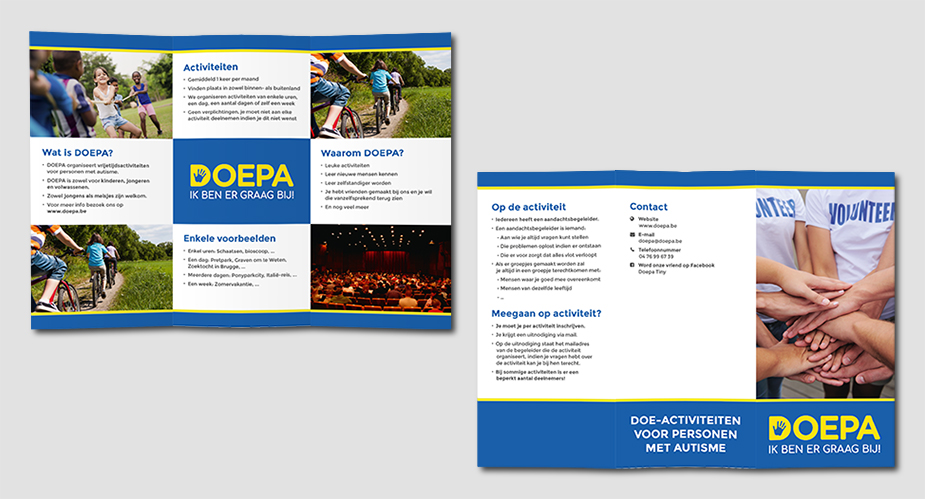 Activiteiten
• Gemiddeld 1 keer per maand
• Vinden plaats in zowel binnen- als buitenland
• We organiseren activiteiten van enkele uren,
een dag, een aantal dagen of zelf een week
• Geen verplichtingen, je moet niet aan elke
activiteit deelnemen indien je dit niet wenst
Wat is DOEPA?
• DOEPA organiseert vrijetijdsactiviteiten
voor personen met autisme.
• DOEPA is zowel voor kinderen, jongeren
en volwassenen.
• Zowel jongens als meisjes zijn welkom.
• Voor meer info bezoek ons op
www.doepa.be
DOEPA
IK BEN ER GRAAG BIJ!
Waarom DOEPA?
• Leuke activiteiten
• Leer nieuwe mensen kennen
• Leer zelfstandiger worden
• Je hebt vrienden gemaakt bij ons en je wil
die vanzelfsprekend terug zien
• En nog veel meer
Enkele voorbeelden
• Enkel uren: Schaatsen, bioscoop, ...
• Een dag: Pretpark, Graven om te Weten,
Zoektocht in Brugge, ...
• Meerdere dagen: Ponyparkcity, Italië-reis, ...
• Een week: Zomervakantie, ...
Op de activiteit
• Iedereen heeft een aandachtsbegeleider.
• Een aandachtsbegeleider is iemand:
- Aan wie je altijd vragen kunt stellen
- Die problemen oplost indien er ontstaan
- Die er voor zorgt dat alles vlot verloopt
• Als er groepjes gemaakt worden zal
je altijd in een groepje terechtkomen met:
- Mensen waar je goed mee overeenkomt
- Mensen van dezelfde leeftijd
- ...
Meegaan op activiteit?
• Je moet je per activiteit inschrijven.
• Je krijgt een uitnodiging via mail.
• Op de uitnodiging staat het mailadres
van de begeleider die de activiteit
organiseert, indien je vragen hebt over
de activiteit kan je bij hen terecht.
• Bij sommige activiteiten is er een
beperkt aantal deelnemers!
Contact
Website
www.doepa.be
E-mail
doepa@doepa.be
Telefoonnummer
04 76 99 67 39
Word onze vriend op Facebook
Doepa Tiny
VOLUNTEER
DOE-ACTIVITEITEN
VOOR PERSONEN
MET AUTISME
DOEPA
IK BEN ER GRAAG BIJ!